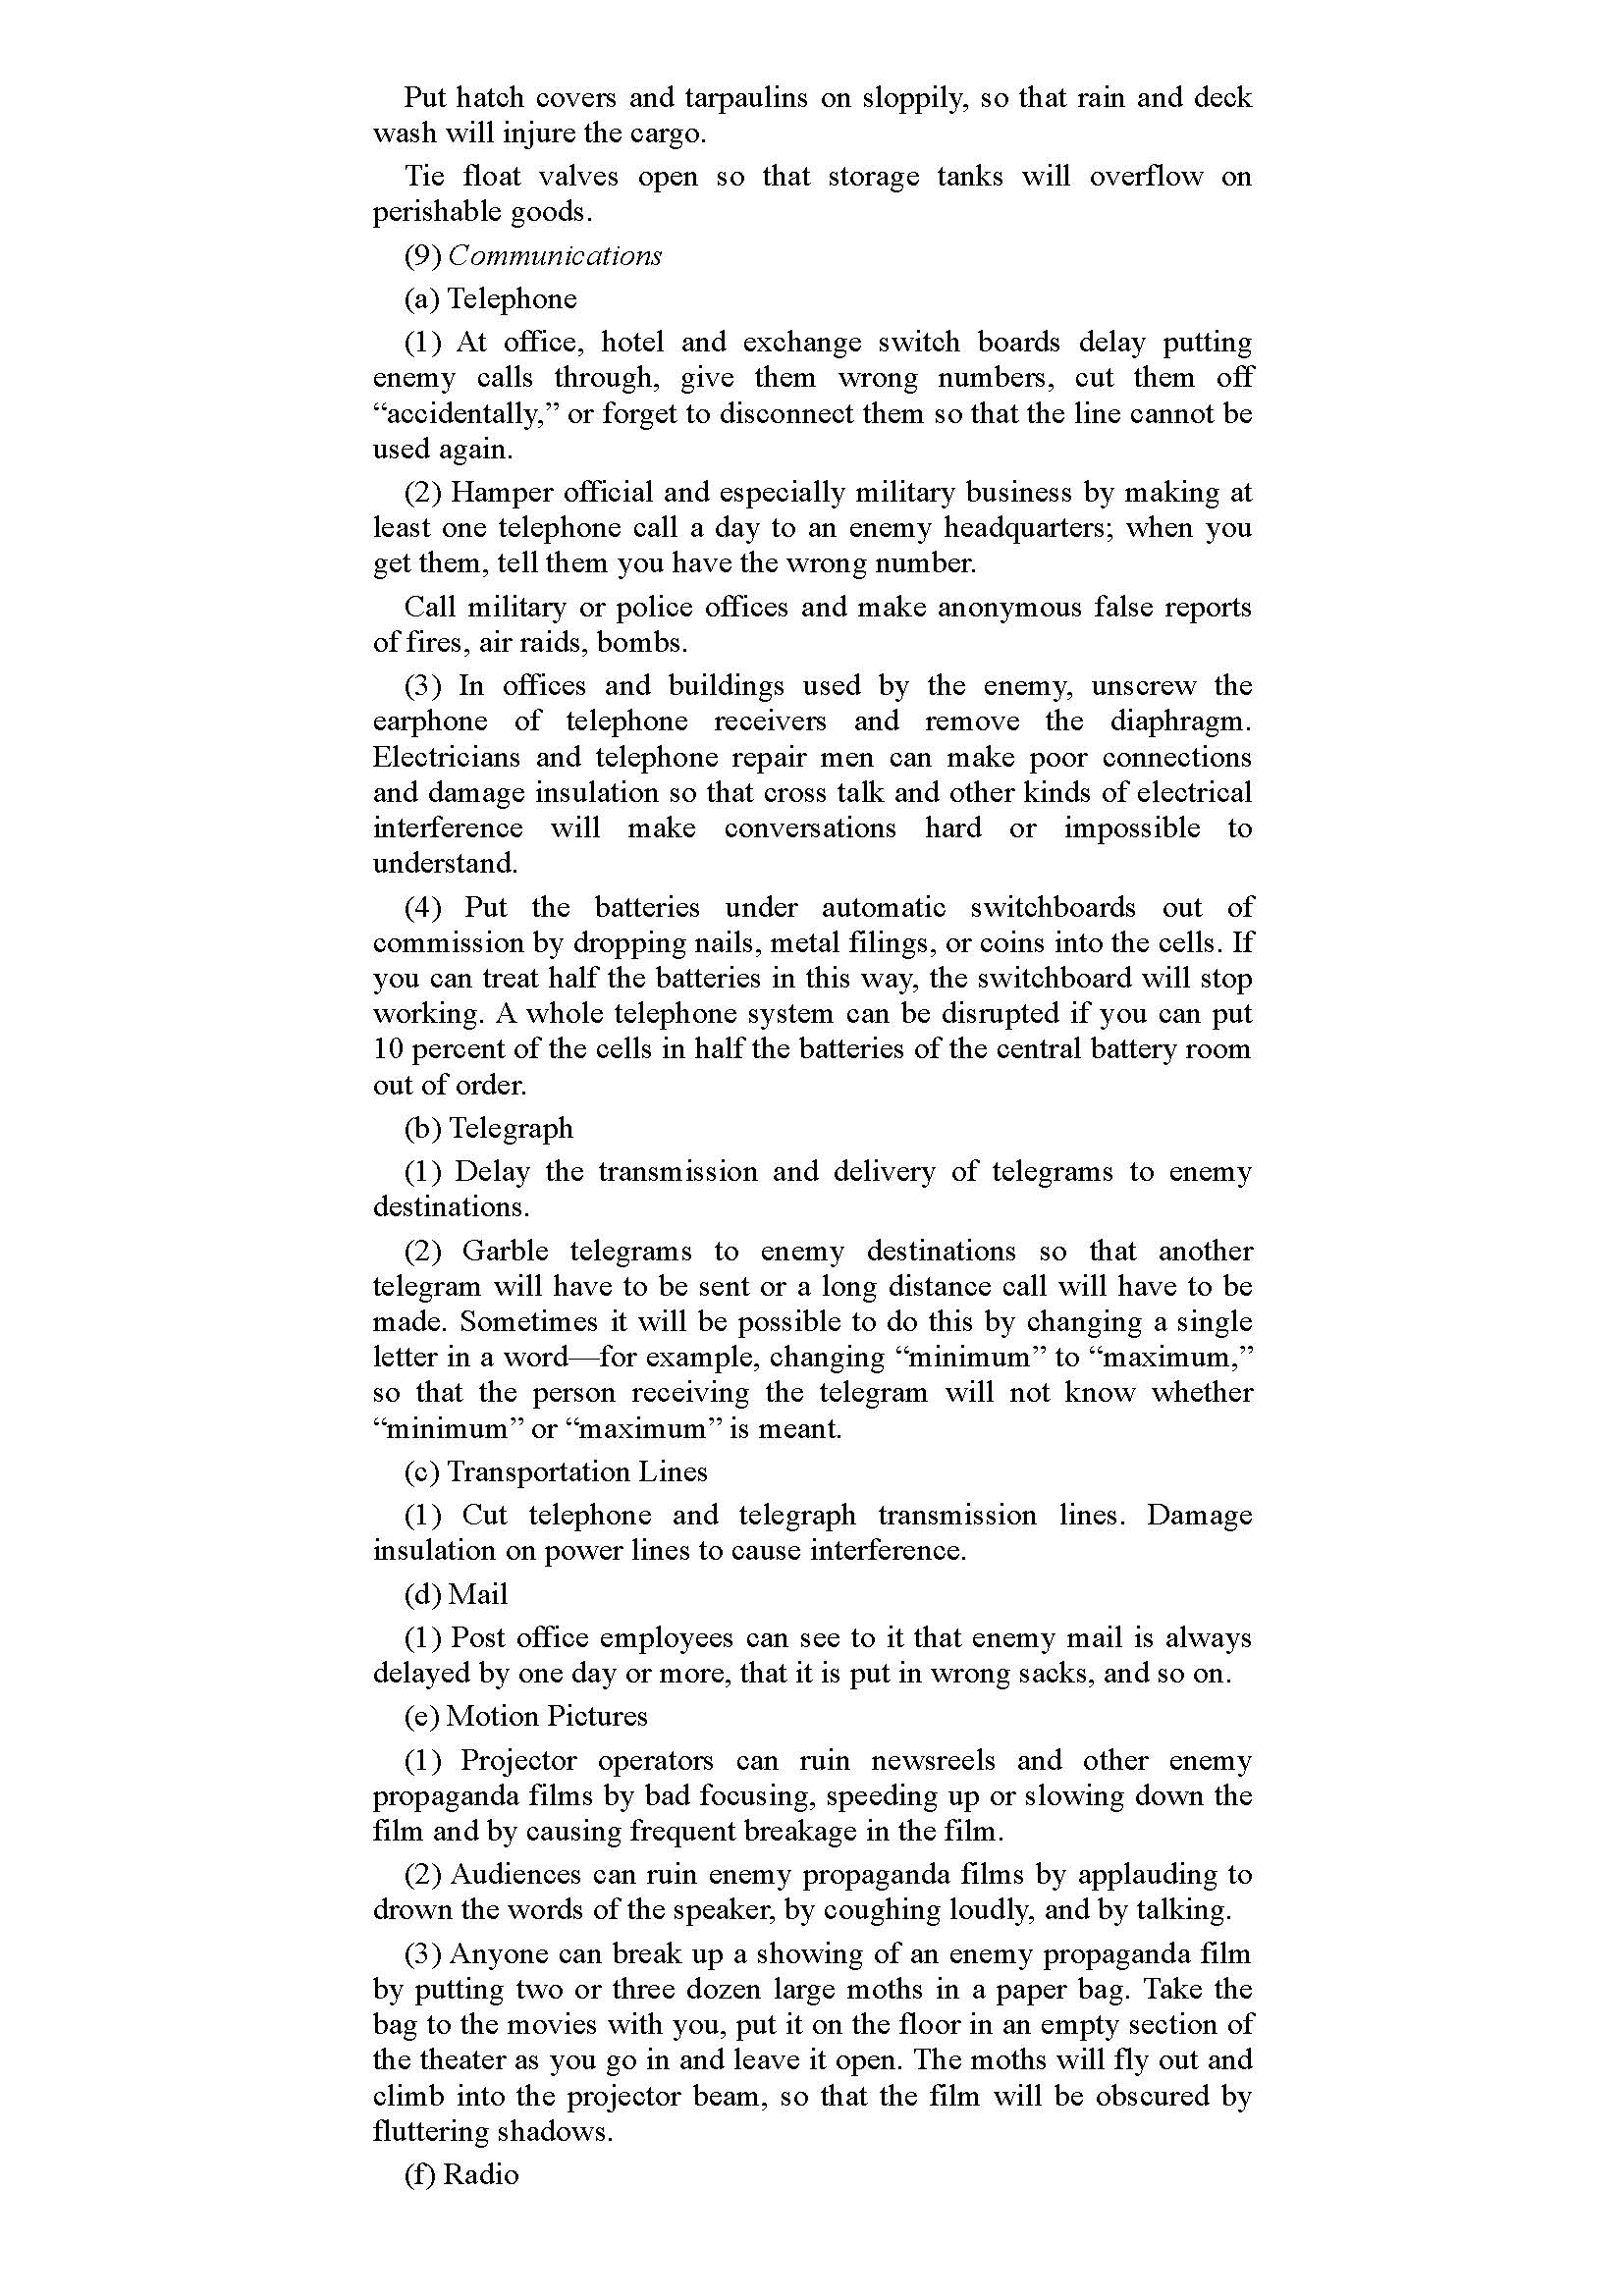 Put hatch covers and tarpaulins on sloppily, so that rain and deck
wash will injure the cargo.
Tie float valves open so that storage tanks will overflow on
perishable goods.
(9) Communications
(a) Telephone
(1) At office, hotel and exchange switch boards delay putting
enemy calls through, give them wrong numbers, cut them off
“accidentally,” or forget to disconnect them so that the line cannot be
used again.
(2) Hamper official and especially military business by making at
least one telephone call a day to an enemy headquarters; when you
get them, tell them you have the wrong number.
Call military or police offices and make anonymous false reports
of fires, air raids, bombs.
(3) In offices and buildings used by the enemy, unscrew the
earphone of telephone receivers and remove the diaphragm.
Electricians and telephone repair men can make poor connections
and damage insulation so that cross talk and other kinds of electrical
interference will make conversations hard or impossible to
understand.
(4) Put the batteries under automatic switchboards out of
commission by dropping nails, metal filings, or coins into the cells. If
you can treat half the batteries in this way, the switchboard will stop
working. A whole telephone system can be disrupted if you can put
10 percent of the cells in half the batteries of the central battery room
out of order.
(b) Telegraph
(1) Delay the transmission and delivery of telegrams to enemy
destinations.
(2) Garble telegrams to enemy destinations so that another
telegram will have to be sent or a long distance call will have to be
made. Sometimes it will be possible to do this by changing a single
letter in a word—for example, changing “minimum” to “maximum,”
so that the person receiving the telegram will not know whether
“minimum” or “maximum” is meant.
(c) Transportation Lines
(1) Cut telephone and telegraph transmission lines. Damage
insulation on power lines to cause interference.
(d) Mail
(1) Post office employees can see to it that enemy mail is always
delayed by one day or more, that it is put in wrong sacks, and so on.
(e) Motion Pictures
(1) Projector operators can ruin newsreels and other enemy
propaganda films by bad focusing, speeding up or slowing down the
film and by causing frequent breakage in the film.
(2) Audiences can ruin enemy propaganda films by applauding to
drown the words of the speaker, by coughing loudly, and by talking.
(3) Anyone can break up a showing of an enemy propaganda film
by putting two or three dozen large moths in a paper bag. Take the
bag to the movies with you, put it on the floor in an empty section of
the theater as you go in and leave it open. The moths will fly out and
climb into the projector beam, so that the film will be obscured by
fluttering shadows.
(f) Radio